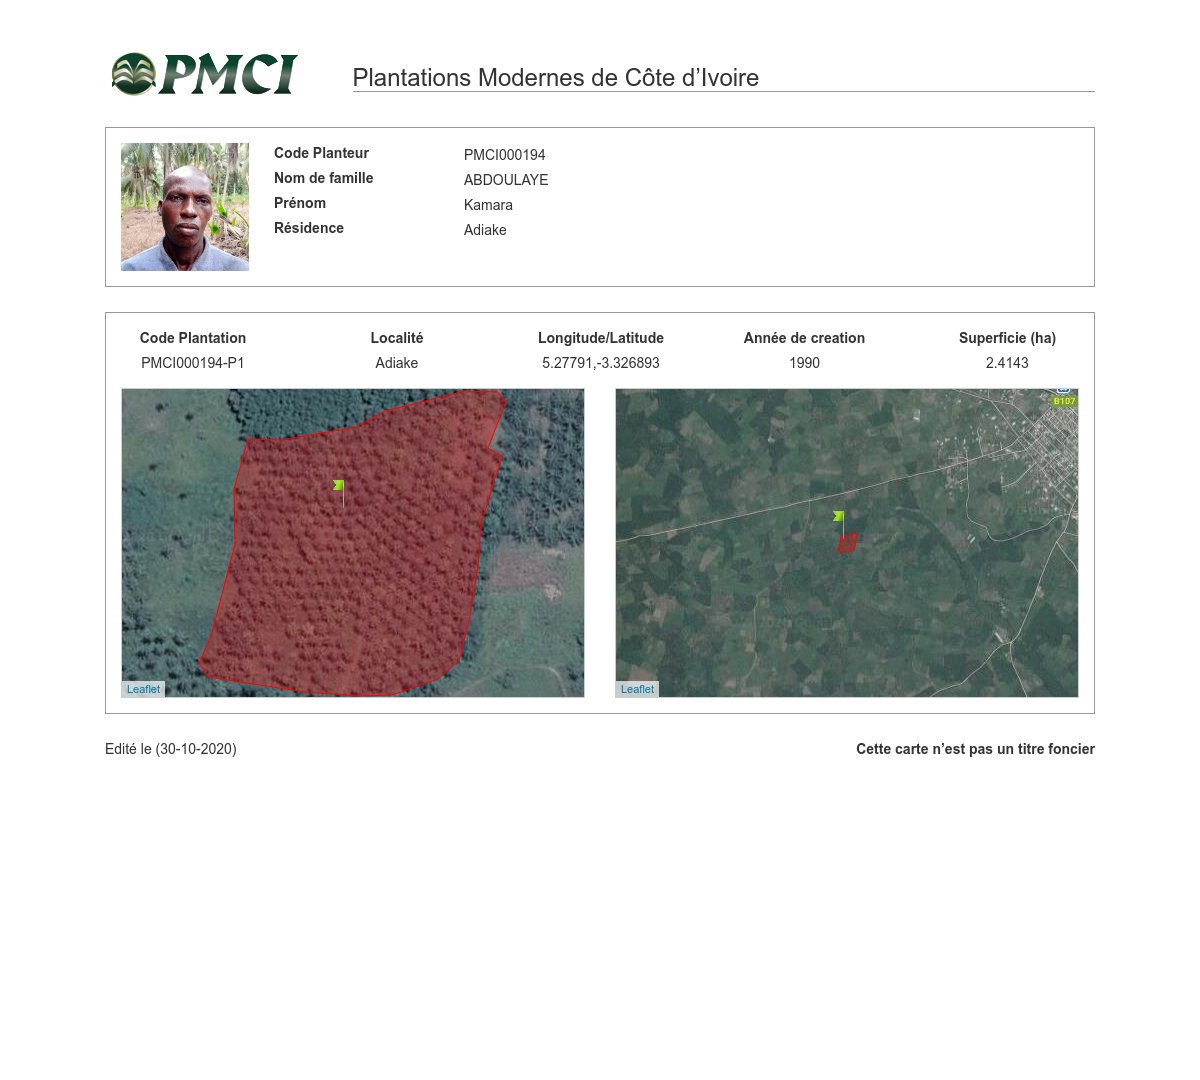 PMCI
Plantations Modernes de Côte d’Ivoire
Code Planteur PMCI000194
Nom de famille ABDOULAYE
Prénom Kamara
Résidence Adiake
Code Plantation Localité Longitude/Latitude Année de creation Superficie (ha)
PMCI000194-P1 Adiake 5.27791,-3.326893 1990 2.4143
B107
Leaflet Leaflet
Edité le (30-10-2020) Cette carte n’est pas un titre foncier